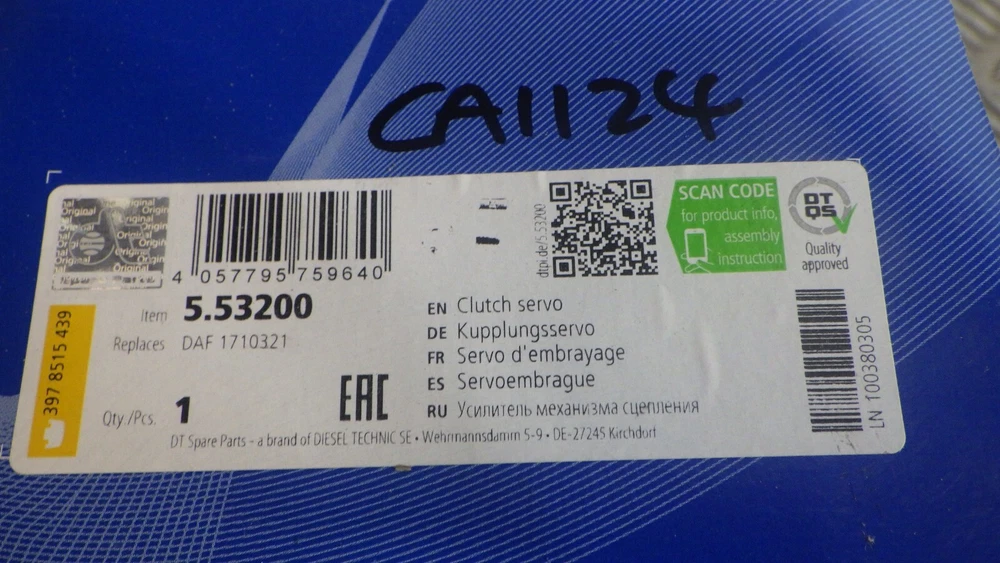 CA1124
Original
4 057795 759640
dtpi.de/5.53200
SCAN CODE
for product info,
assembly
instruction
DT
QS
Quality
approved
397 8515 439
Item 5.53200
Replaces DAF 1710321
Qty./Pcs. 1
EAC
EN Clutch servo
DE Kupplungsservo
FR Servo d'embrayage
ES Servoembrague
RU Усилитель механизма сцепления
LN 100380305
DT Spare Parts - a brand of DIESEL TECHNIC SE • Wehrmannsdamm 5-9 • DE-27245 Kirchdorf